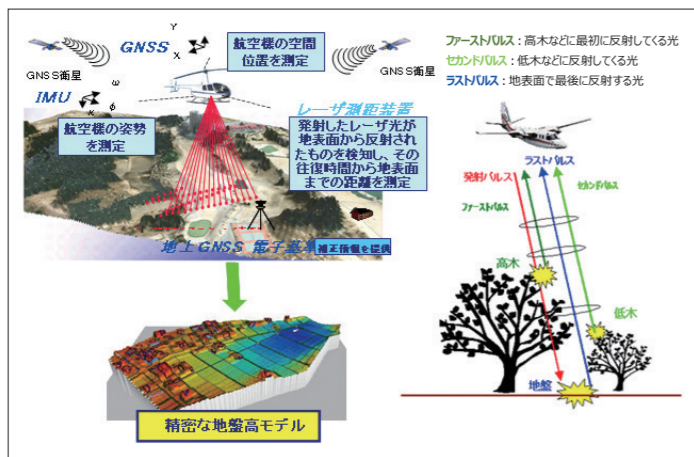 Y
GNSS
X
GNSS衛星
航空機の空間
位置を測定
GNSS衛星
ω
IMU
κ
φ
航空機の姿勢
を測定
レーザ測距装置
発射したレーザ光が
地表面から反射され
たものを検知し、その
往復時間から地表面
までの距離を測定
地上GNSS 電子基準
補正情報を提供
精密な地盤高モデル
ファーストパルス:高木などに最初に反射してくる光
セカンドパルス:低木などに反射してくる光
ラストパルス:地表面で最後に反射する光
ラストパルス
発射パルス
セカンドパルス
ファーストパルス
高木
低木
地盤